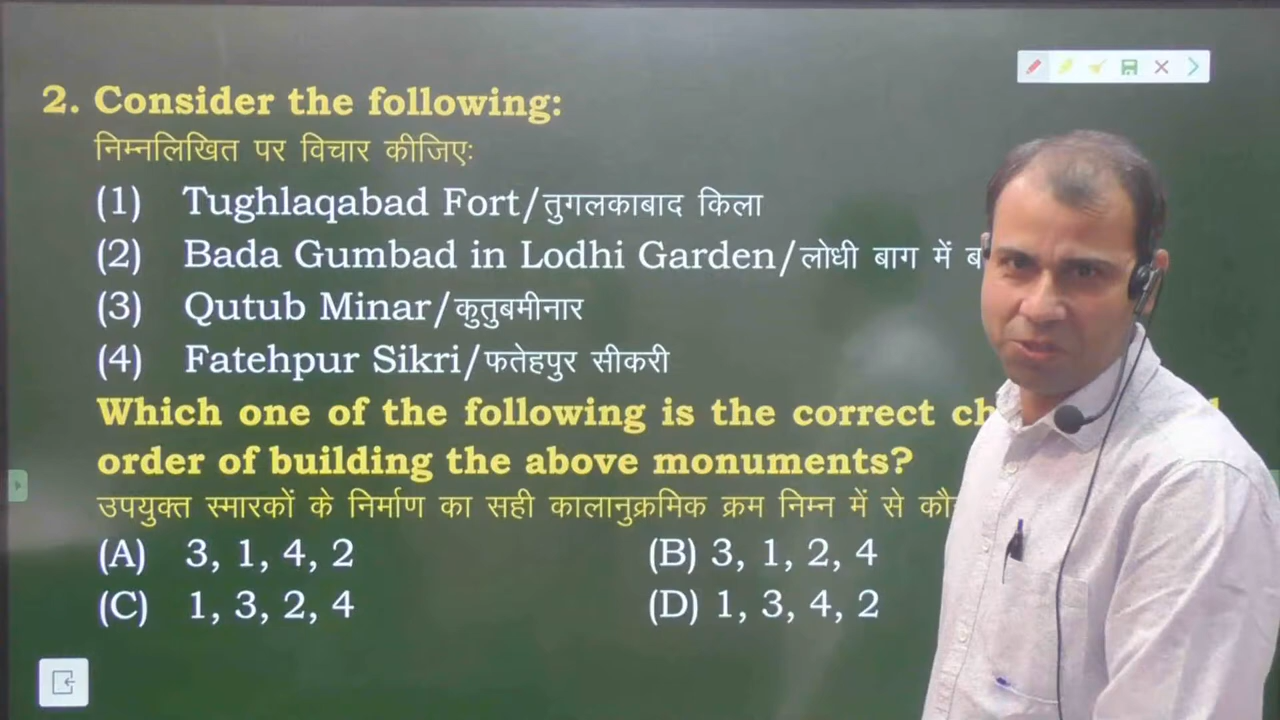 2. Consider the following:
निम्नलिखित पर विचार कीजिएः
(1) Tughlaqabad Fort/तुगलकाबाद किला
(2) Bada Gumbad in Lodhi Garden/लोधी बाग में
(3) Qutub Minar/कुतुबमीनार
(4) Fatehpur Sikri/फतेहपुर सीकरी
Which one of the following is the correct
order of building the above monuments?
उपयुक्त स्मारकों के निर्माण का सही कालानुक्रमिक क्रम निम्न में से
(A) 3, 1, 4, 2 (B) 3, 1, 2, 4
(C) 1, 3, 2, 4 (D) 1, 3, 4, 2